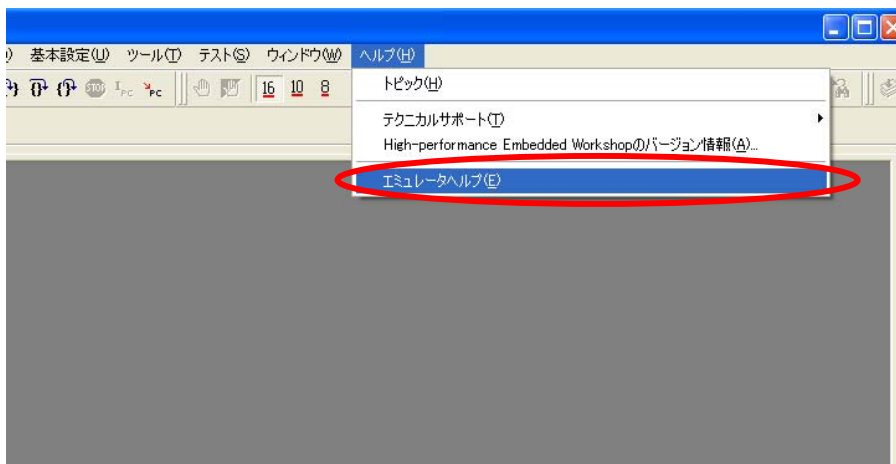 ) 基本設定(U) ツール(T) テスト(S) ウィンドウ(W) ヘルプ(H)
STOP PC PC 16 10 8
トピック(H)
テクニカルサポート(T)
High-performance Embedded Workshopのバージョン情報(A)...
エミュレータヘルプ(E)